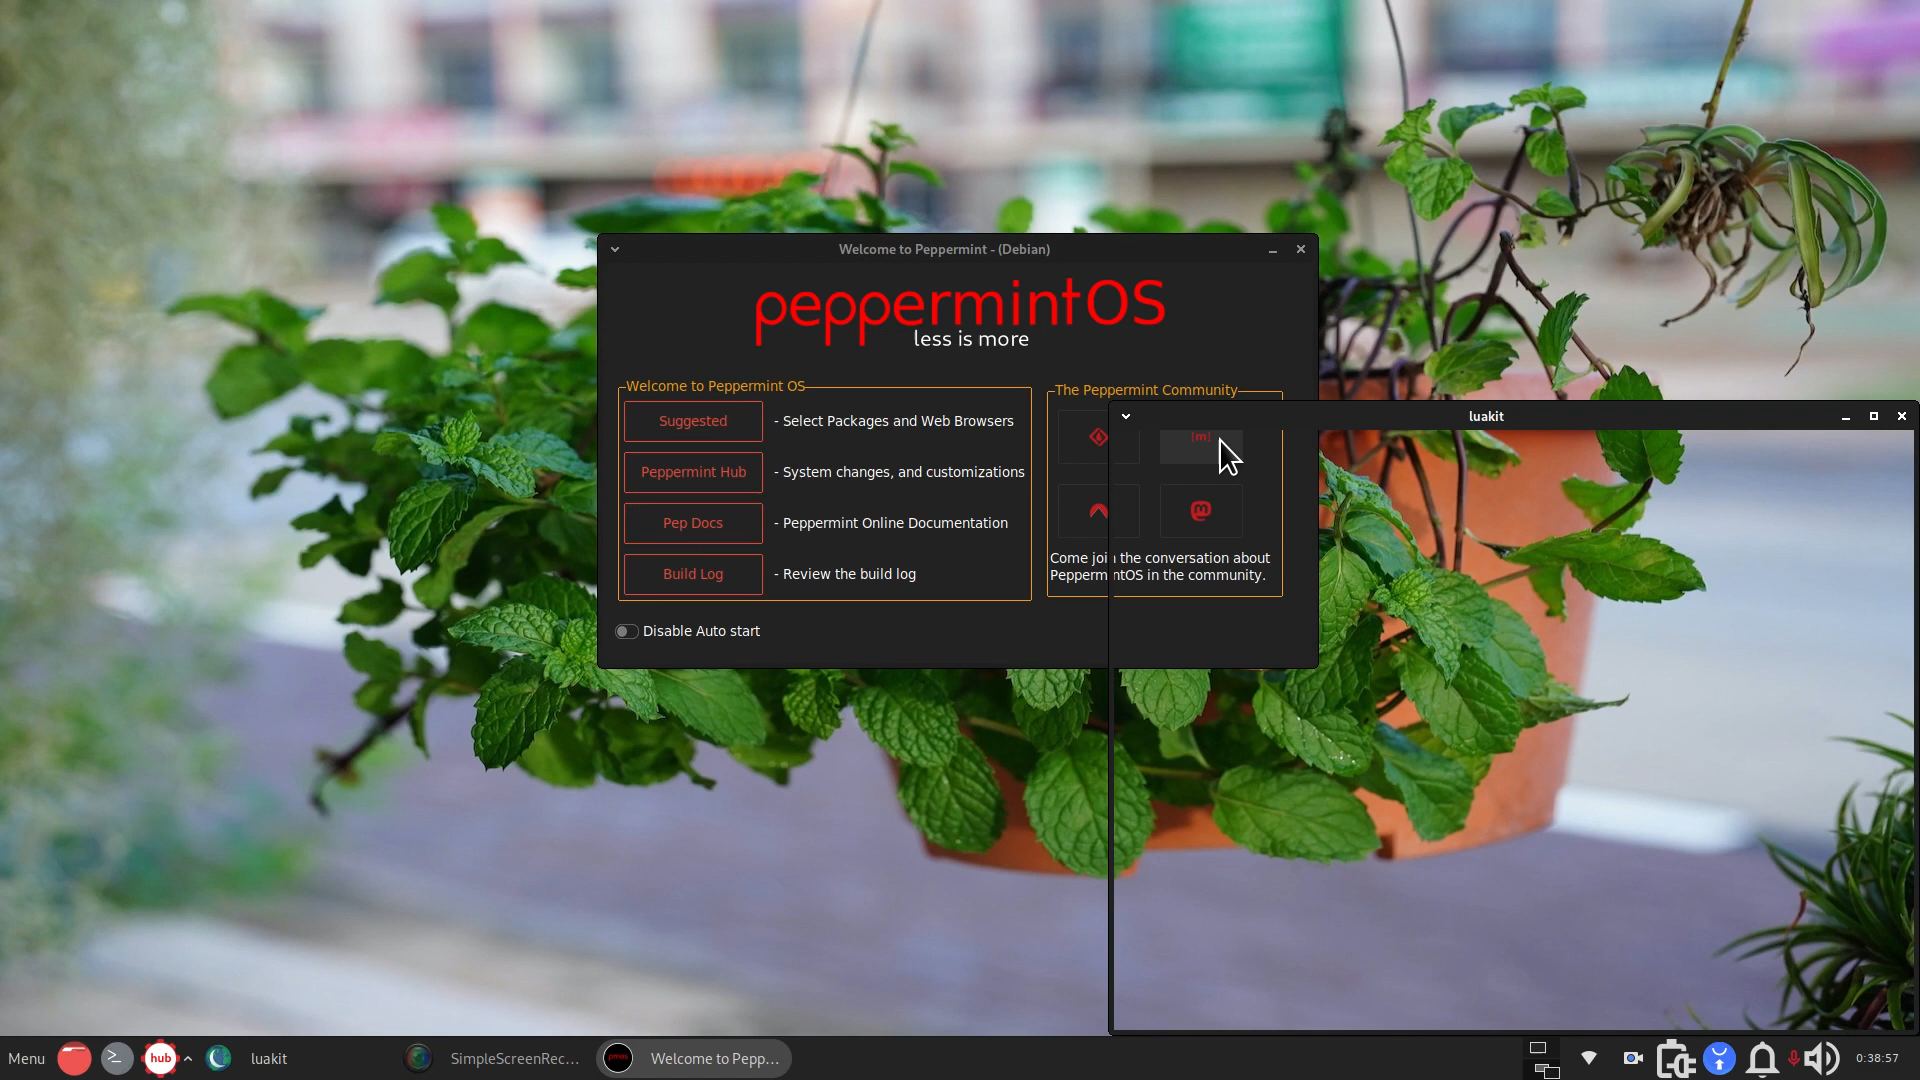 Welcome to Peppermint - (Debian)
peppermintOS
less is more
Welcome to Peppermint OS
Suggested - Select Packages and Web Browsers
Peppermint Hub - System changes, and customizations
Pep Docs - Peppermint Online Documentation
Build Log - Review the build log
Disable Auto start
The Peppermint Community
[m]
Come join the conversation about
PeppermintOS in the community.
luakit
Menu
hub
luakit
SimpleScreenRec...
Welcome to Pepp...
0:38:57